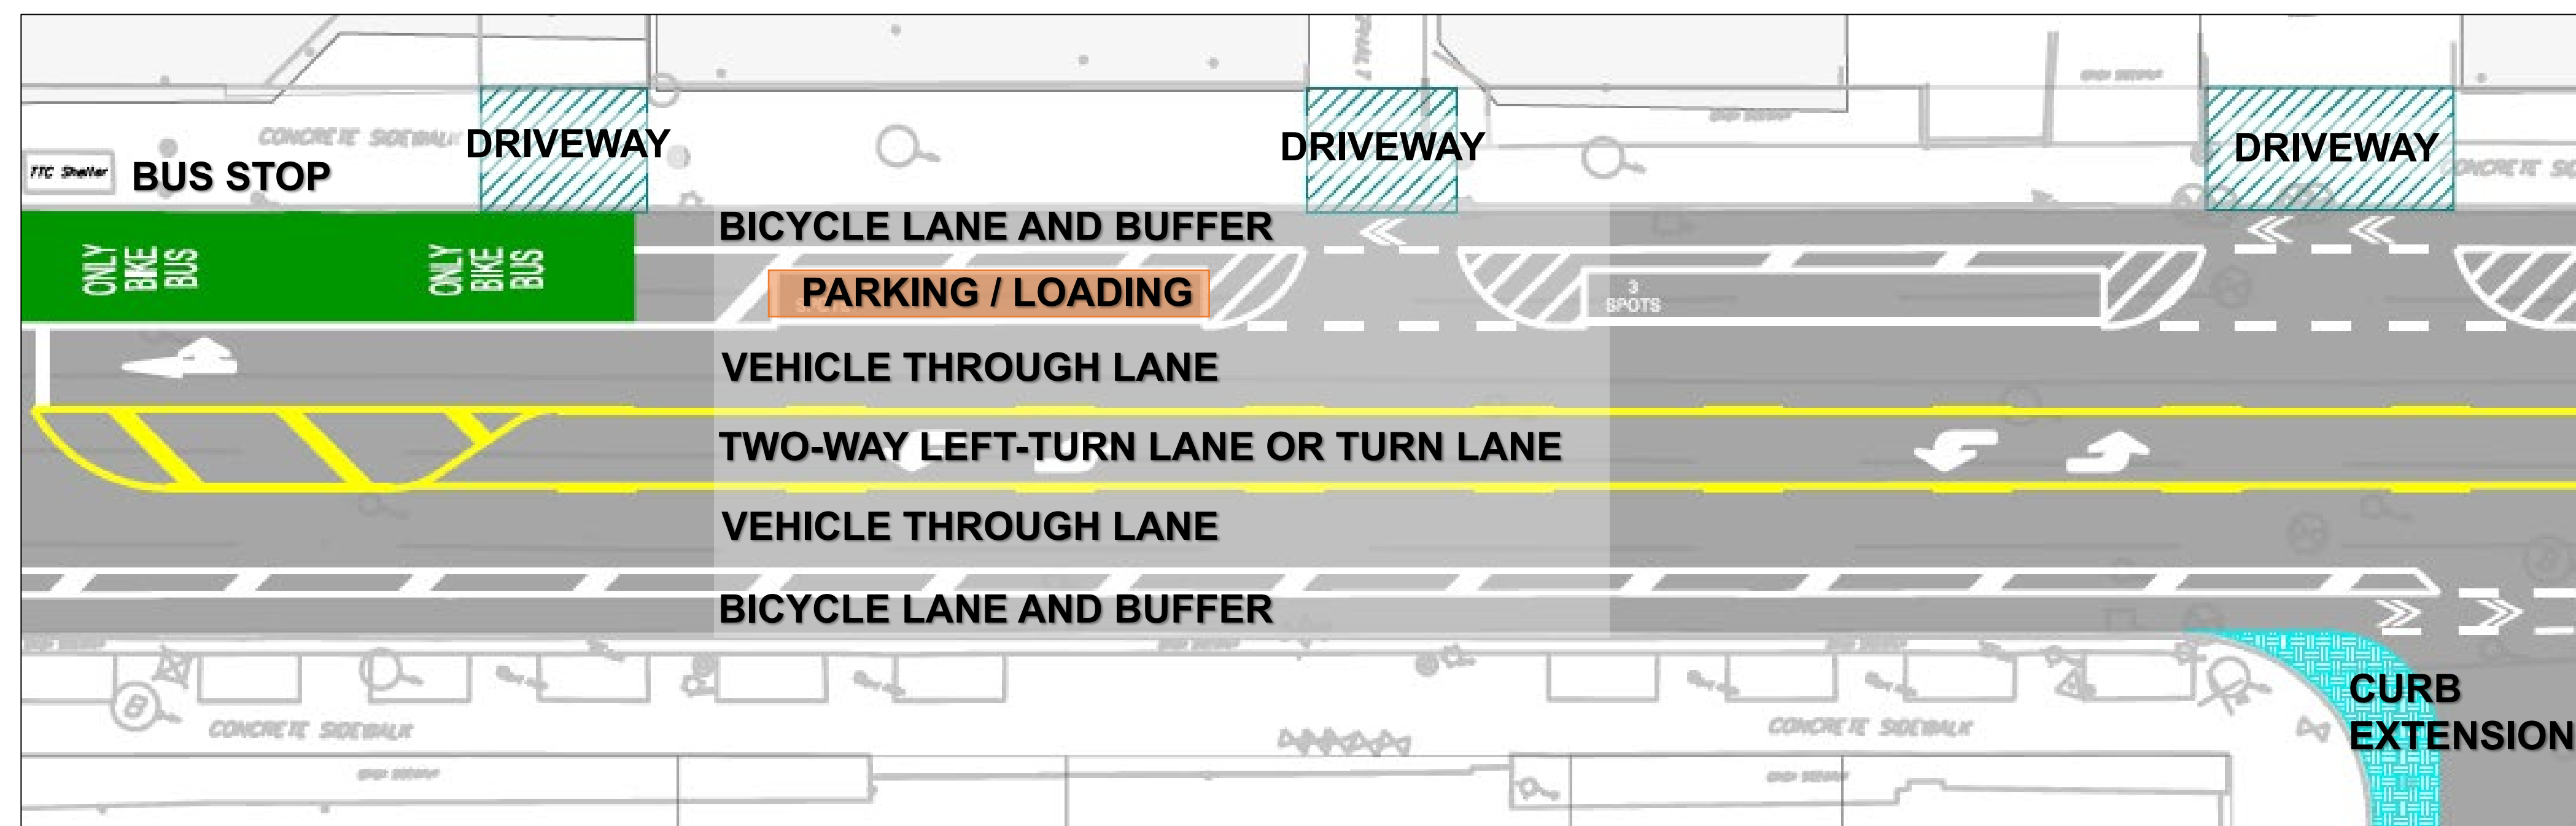 CONCRETE SIDEWALK
DRIVEWAY
DRIVEWAY
DRIVEWAY
TTC Shelter
BUS STOP
BICYCLE LANE AND BUFFER
ONLY
BIKE
BUS
ONLY
BIKE
BUS
PARKING / LOADING
3
SPOTS
VEHICLE THROUGH LANE
TWO-WAY LEFT-TURN LANE OR TURN LANE
VEHICLE THROUGH LANE
BICYCLE LANE AND BUFFER
B
CONCRETE SIDEWALK
CONCRETE SIDEWALK
CURB
EXTENSION